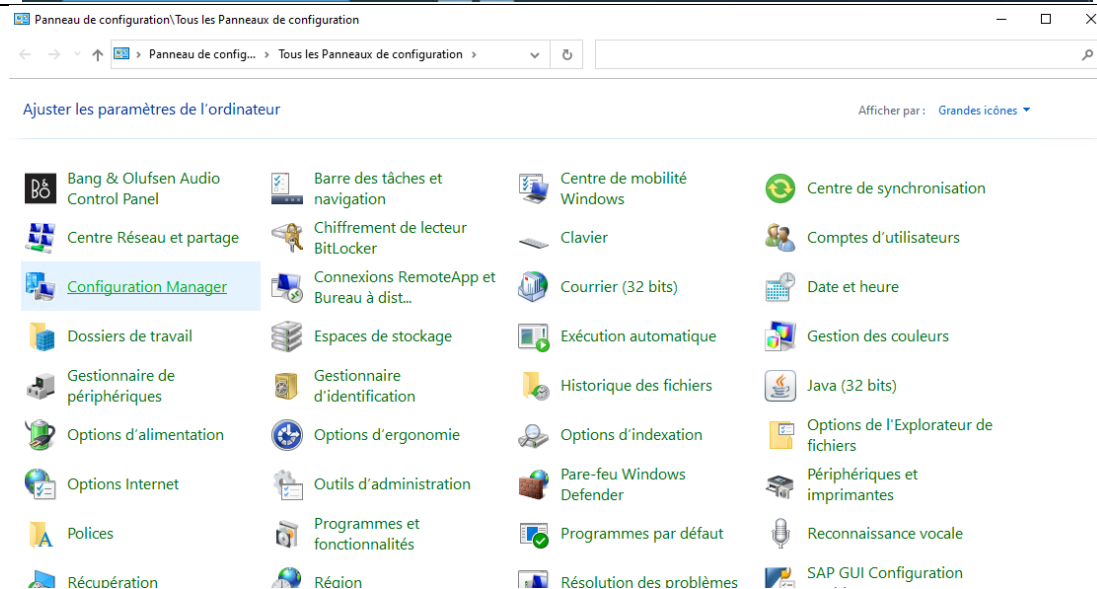 Panneau de configuration\Tous les Panneaux de configuration
Panneau de config... > Tous les Panneaux de configuration >
Ajuster les paramètres de l'ordinateur
Afficher par : Grandes icônes
Bang & Olufsen Audio
Control Panel
Barre des tâches et
navigation
Centre de mobilité
Windows
Centre de synchronisation
Centre Réseau et partage
Chiffrement de lecteur
BitLocker
Clavier
Comptes d'utilisateurs
Configuration Manager
Connexions RemoteApp et
Bureau à dist...
Courrier (32 bits)
Date et heure
Dossiers de travail
Espaces de stockage
Exécution automatique
Gestion des couleurs
Gestionnaire de
périphériques
Gestionnaire
d'identification
Historique des fichiers
Java (32 bits)
Options d'alimentation
Options d'ergonomie
Options d'indexation
Options de l'Explorateur de
fichiers
Options Internet
Outils d'administration
Pare-feu Windows
Defender
Périphériques et
imprimantes
Polices
Programmes et
fonctionnalités
Programmes par défaut
Reconnaissance vocale
Récupération
Région
Résolution des problèmes
SAP GUI Configuration